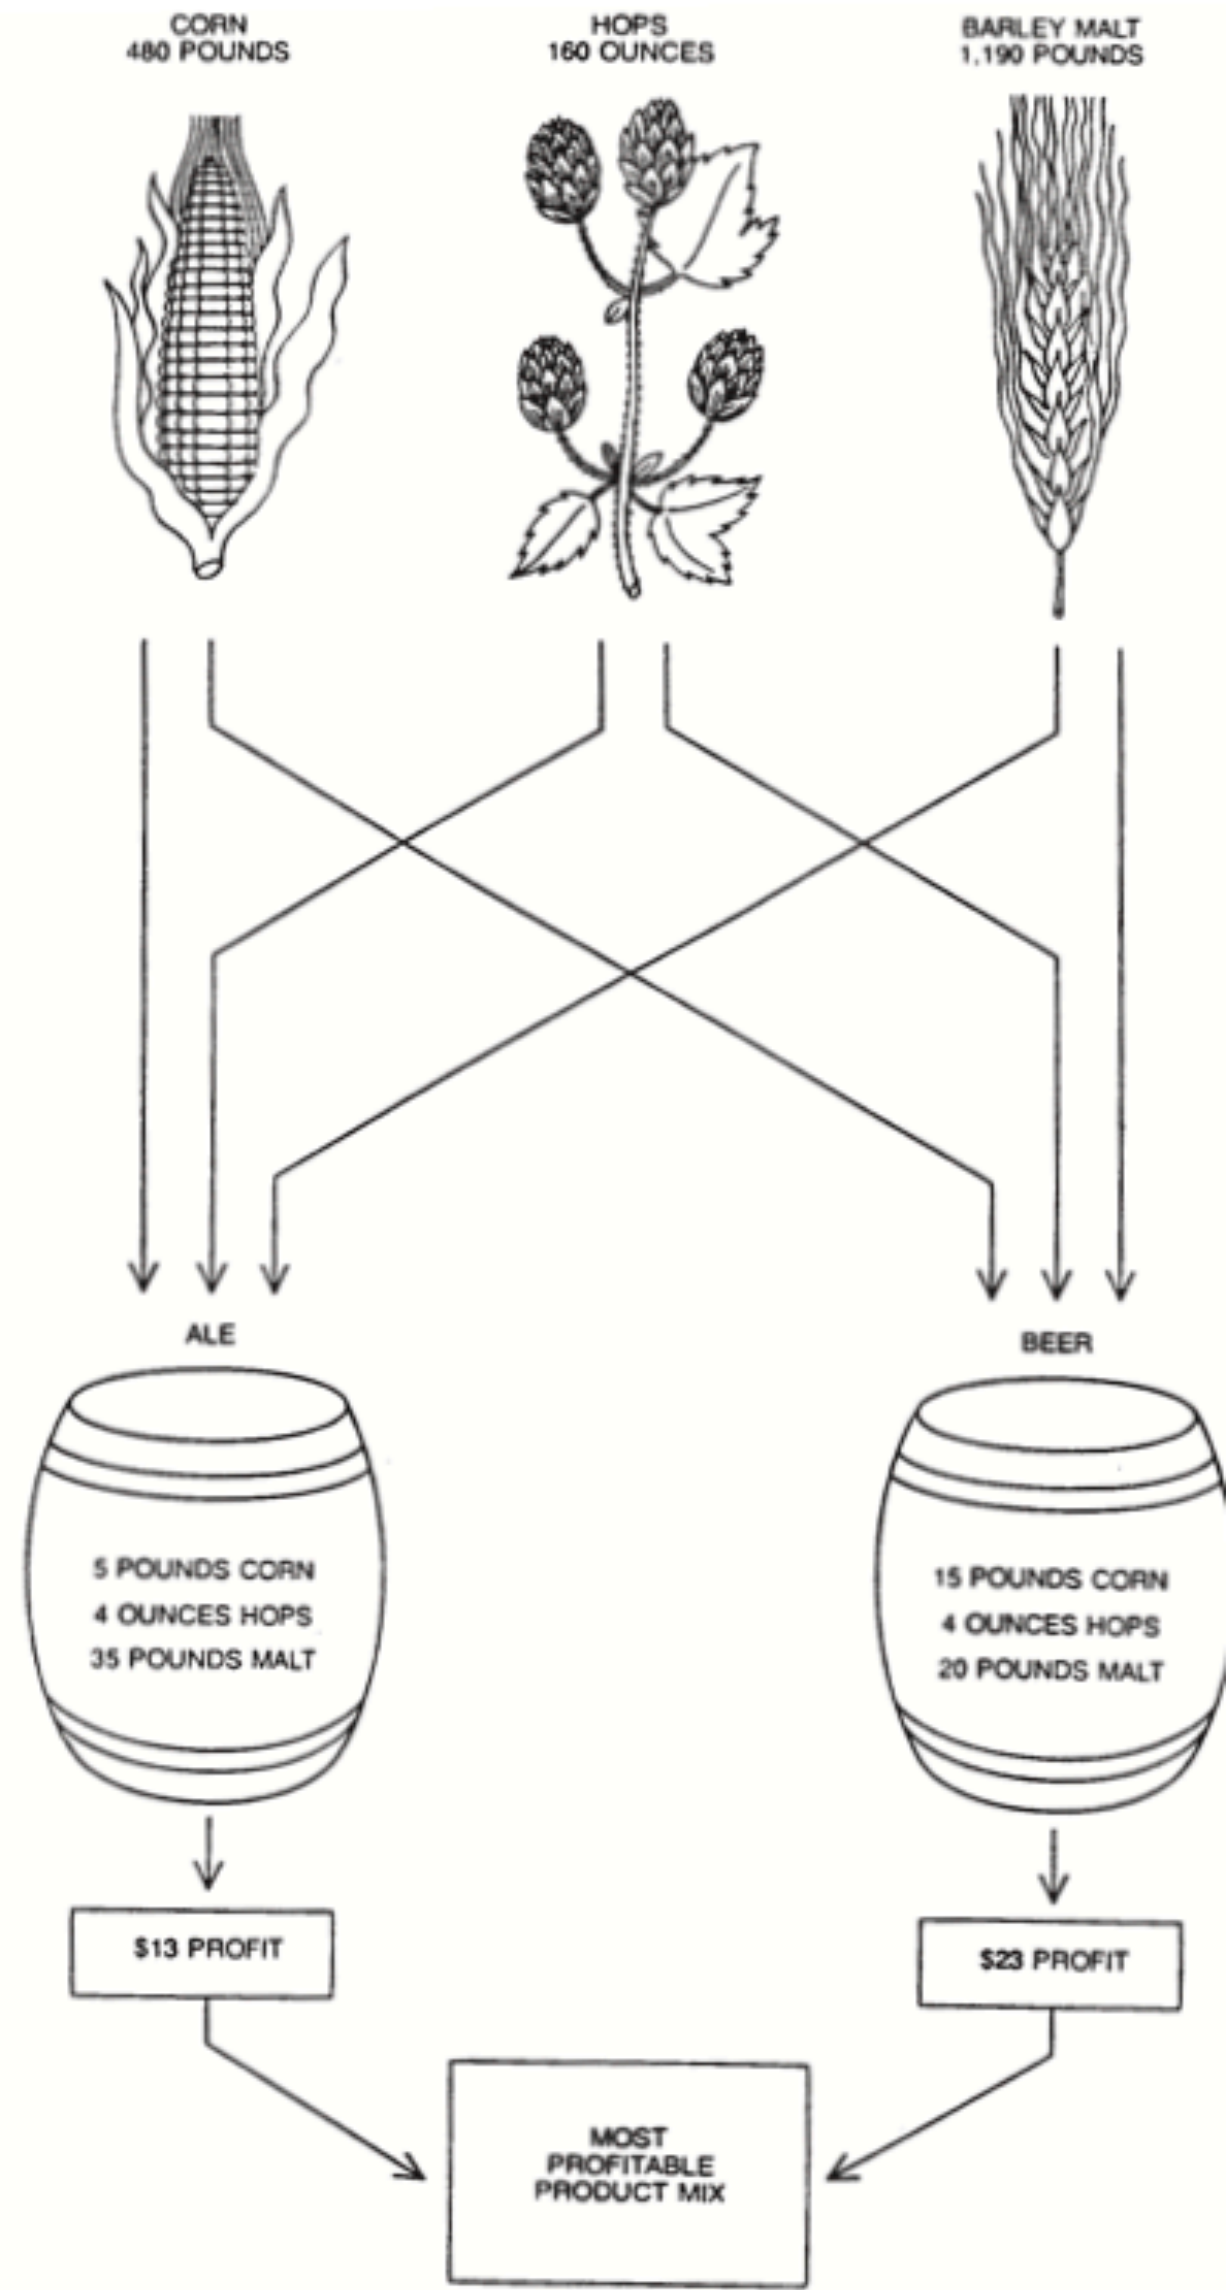 CORN
480 POUNDS
HOPS
160 OUNCES
BARLEY MALT
1,190 POUNDS
ALE
BEER
5 POUNDS CORN
4 OUNCES HOPS
35 POUNDS MALT
15 POUNDS CORN
4 OUNCES HOPS
20 POUNDS MALT
$13 PROFIT
$23 PROFIT
MOST
PROFITABLE
PRODUCT MIX